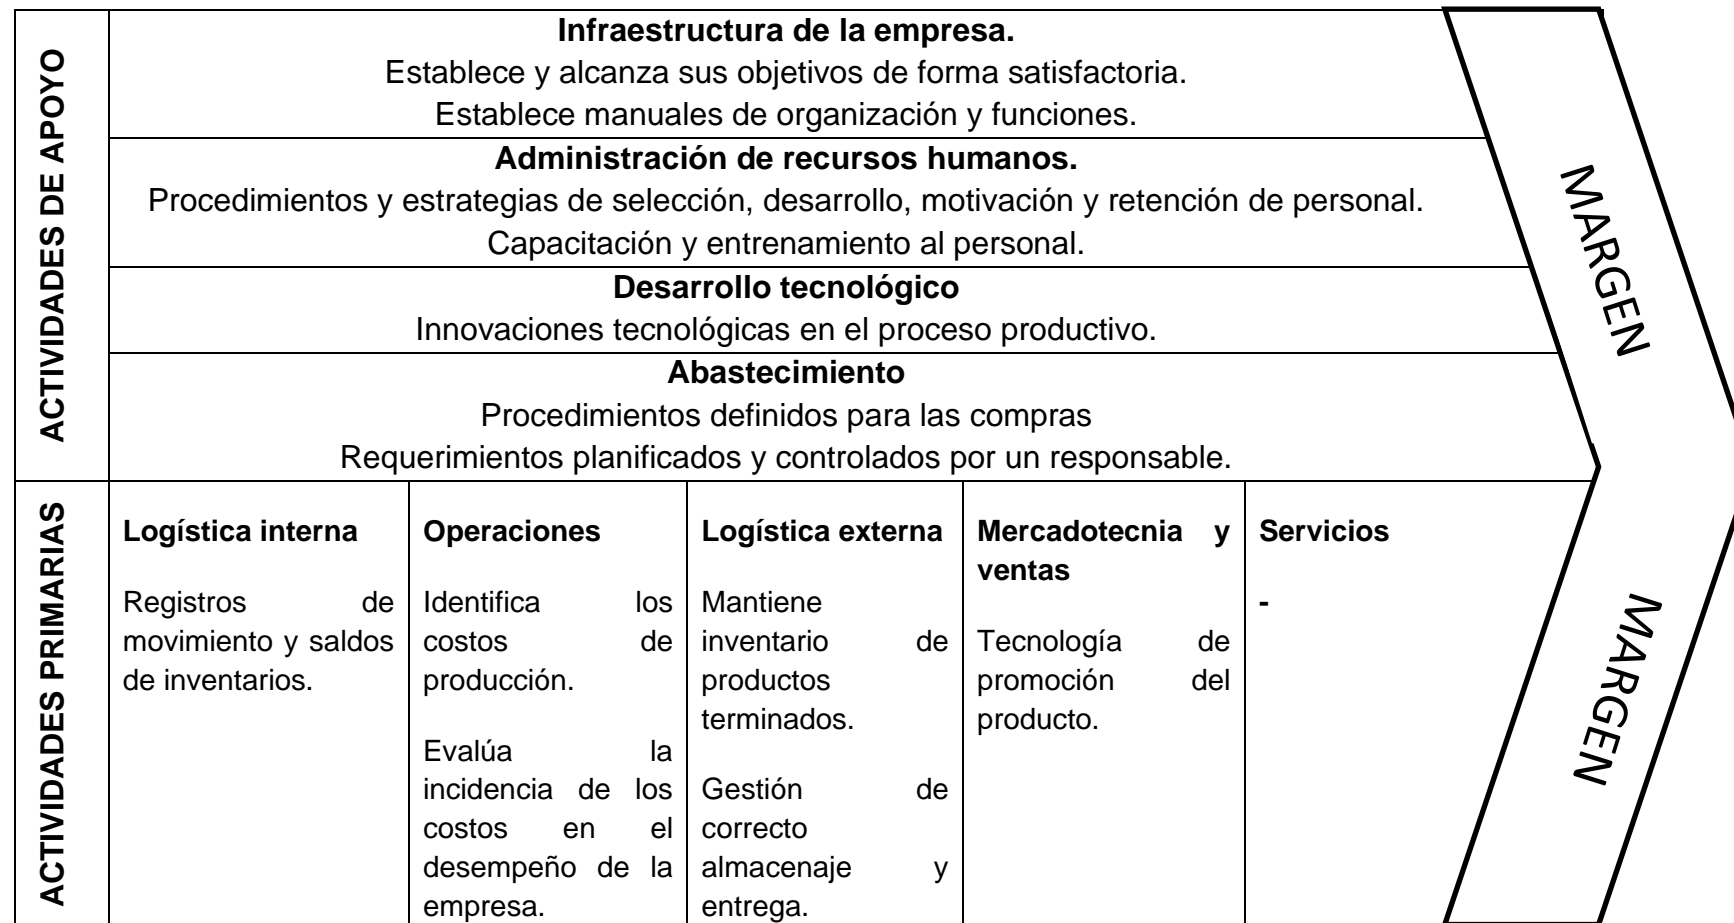 ACTIVIDADES DE APOYO
Infraestructura de la empresa.
Establece y alcanza sus objetivos de forma satisfactoria.
Establece manuales de organización y funciones.
Administración de recursos humanos.
Procedimientos y estrategias de selección, desarrollo, motivación y retención de personal.
Capacitación y entrenamiento al personal.
Desarrollo tecnológico
Innovaciones tecnológicas en el proceso productivo.
Abastecimiento
Procedimientos definidos para las compras
Requerimientos planificados y controlados por un responsable.
MARGEN
ACTIVIDADES PRIMARIAS
Logística interna
Registros de
movimiento y saldos
de inventarios.
Operaciones
Identifica los
costos de
producción.
Evalúa la
incidencia de los
costos en el
desempeño de la
empresa.
Logística externa
Mantiene
inventario de
productos
terminados.
Gestión de
correcto
almacenaje y
entrega.
Mercadotecnia y
ventas
Tecnología de
promoción del
producto.
Servicios
-
MARGEN